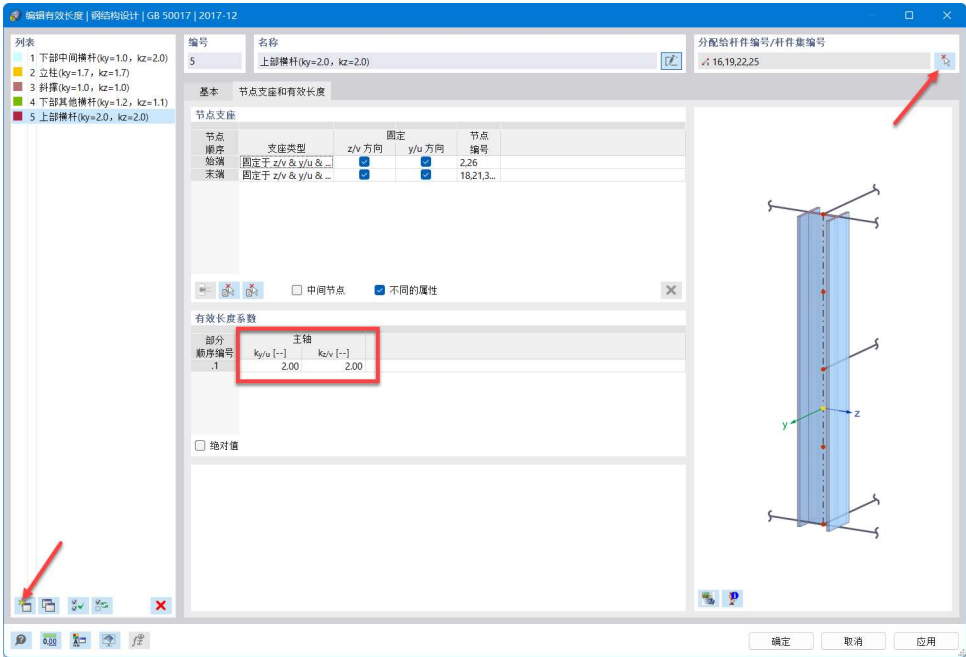 编辑有效长度 | 钢结构设计 | GB 50017 | 2017-12
列表
1 下部中间横杆(ky=1.0，kz=2.0)
2 立柱(ky=1.7，kz=1.7)
3 斜撑(ky=1.0，kz=1.0)
4 下部其他横杆(ky=1.2，kz=1.1)
5 上部横杆(ky=2.0，kz=2.0)
编号
5
名称
上部横杆(ky=2.0，kz=2.0)
分配给杆件编号/杆件集编号
16,19,22,25
基本 节点支座和有效长度
节点支座
节点 固定 节点
顺序 支座类型 z/v 方向 y/u 方向 编号
始端 固定于 z/v & y/u & ... 2,26
末端 固定于 z/v & y/u & ... 18,21,3...
中间节点 不同的属性
有效长度系数
部分 主轴
顺序编号 ky/u [--] kz/v [--]
.1 2.00 2.00
绝对值
y
z
0,00
确定 取消 应用